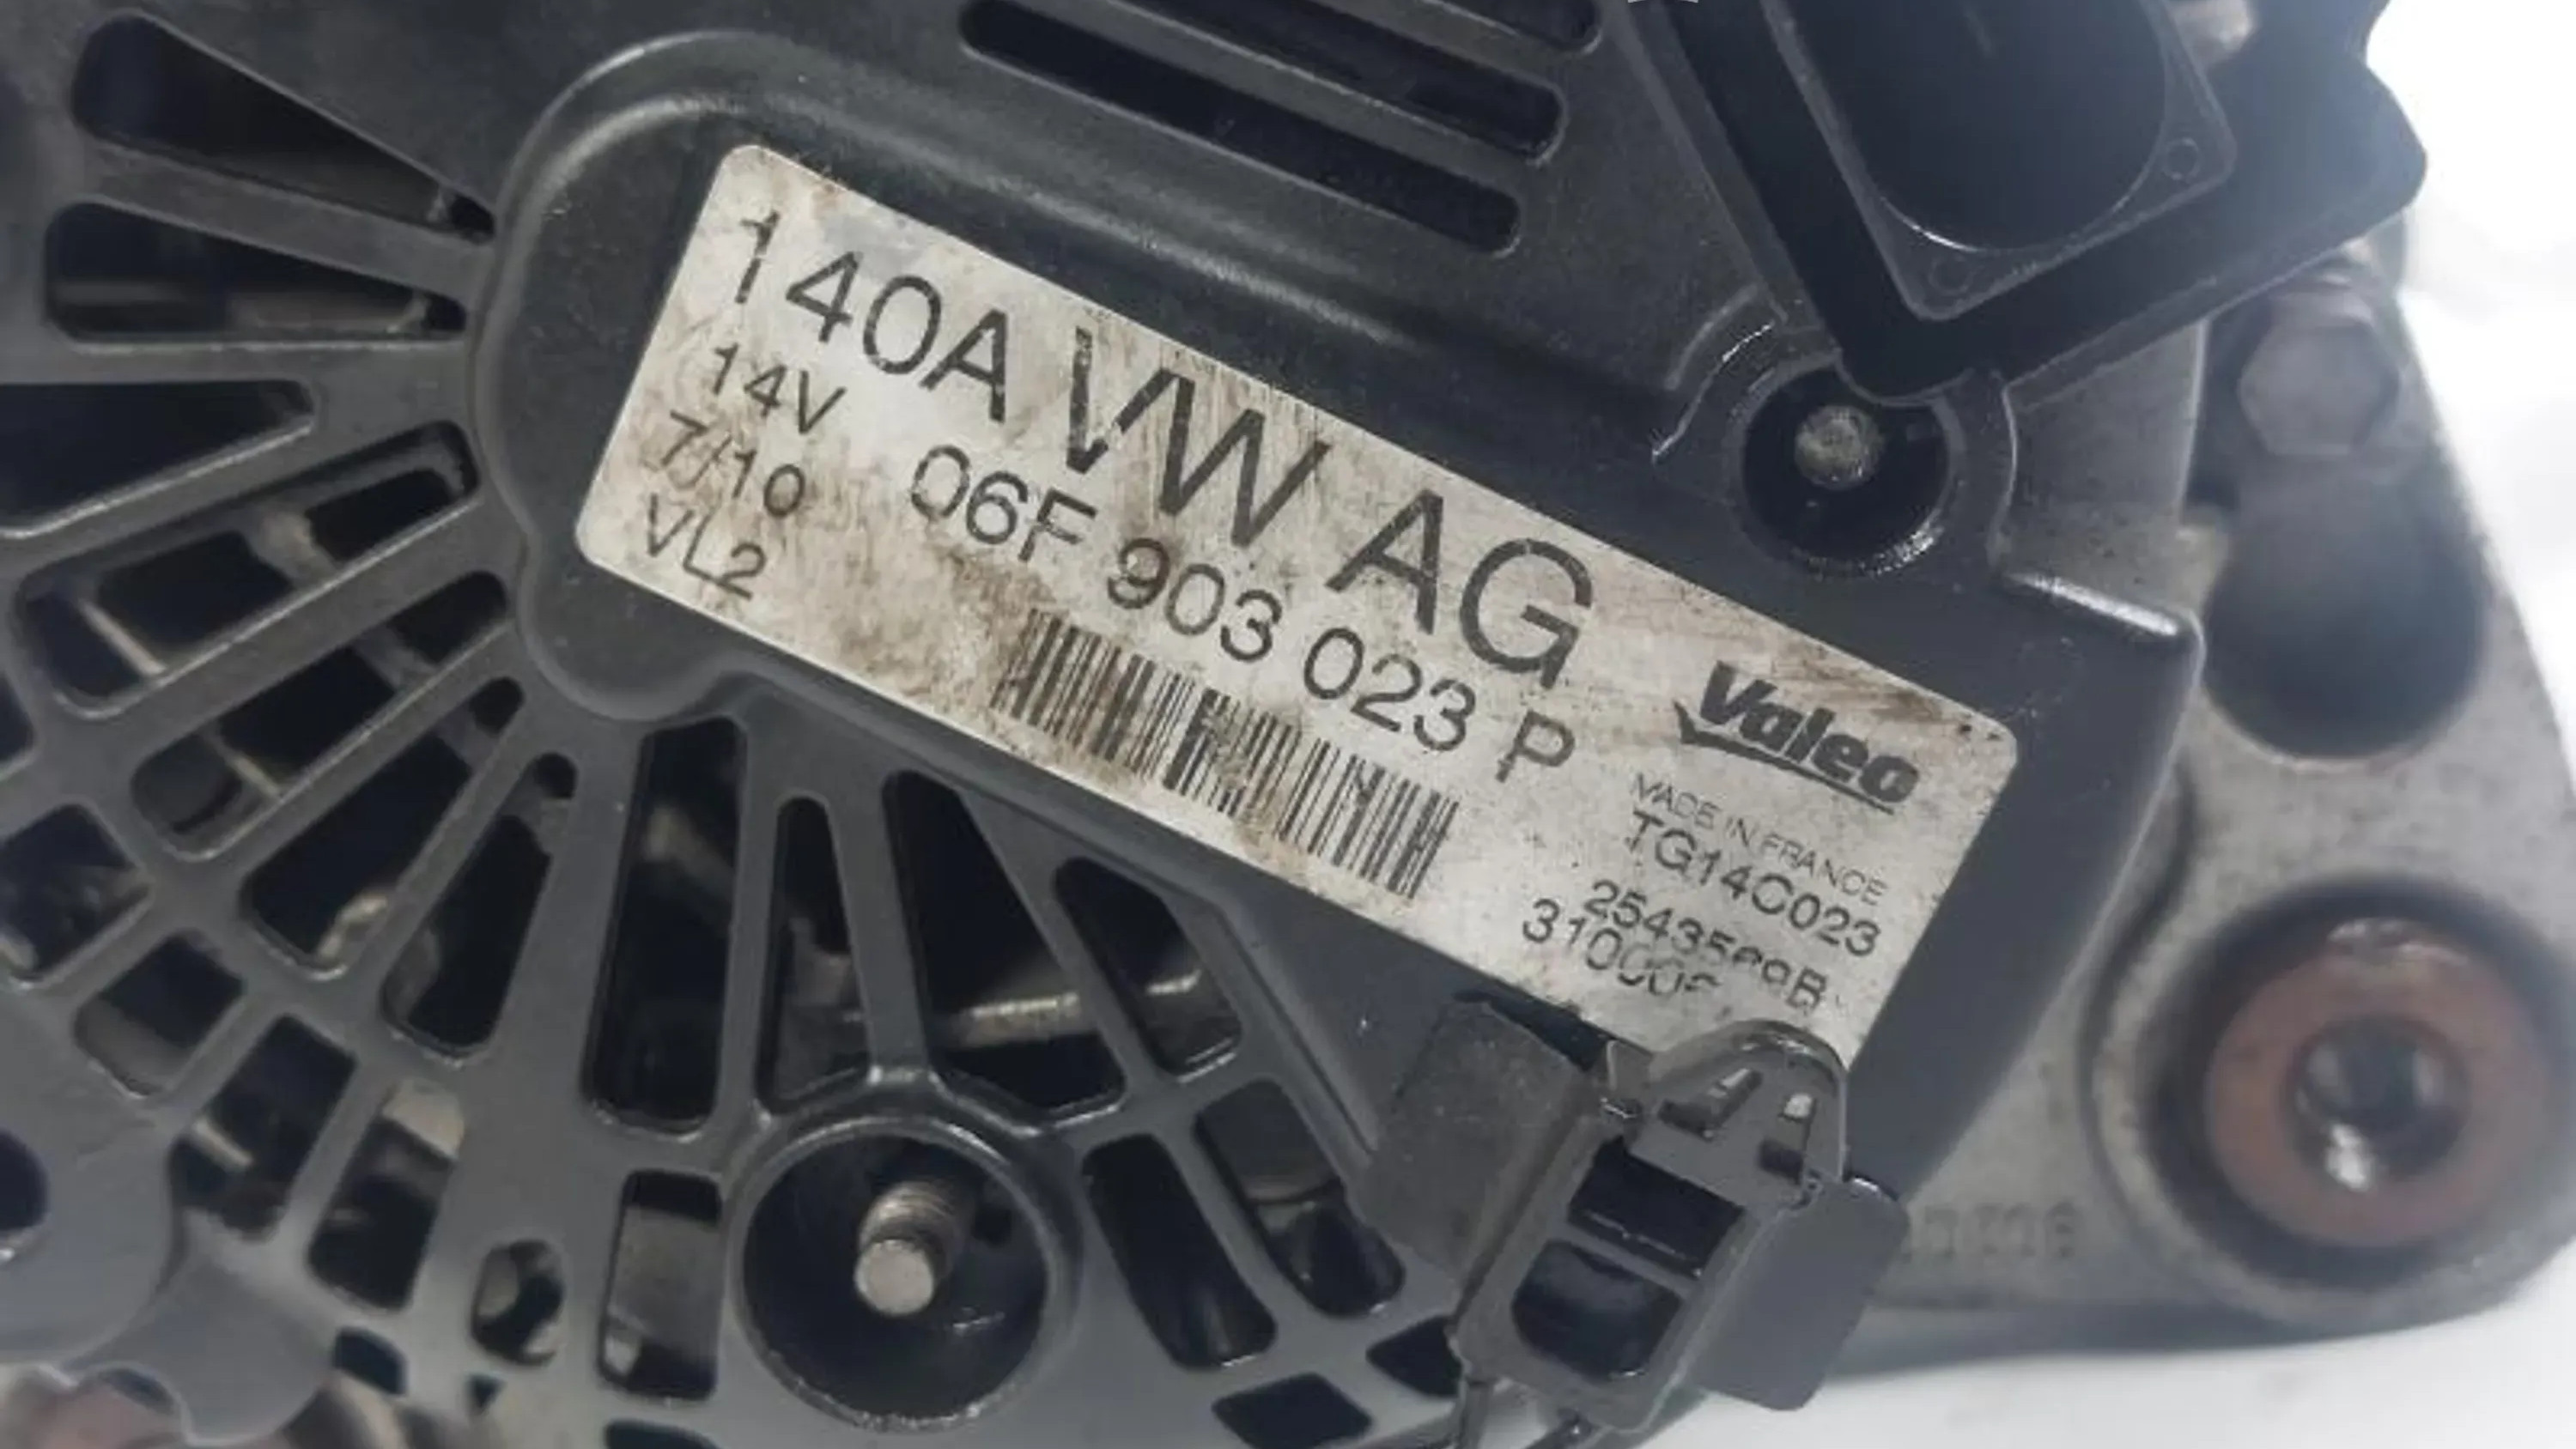 140A VW AG
14V 06F 903 023 P
7/10
VL2
Valeo
MADE IN FRANCE
TG14C023